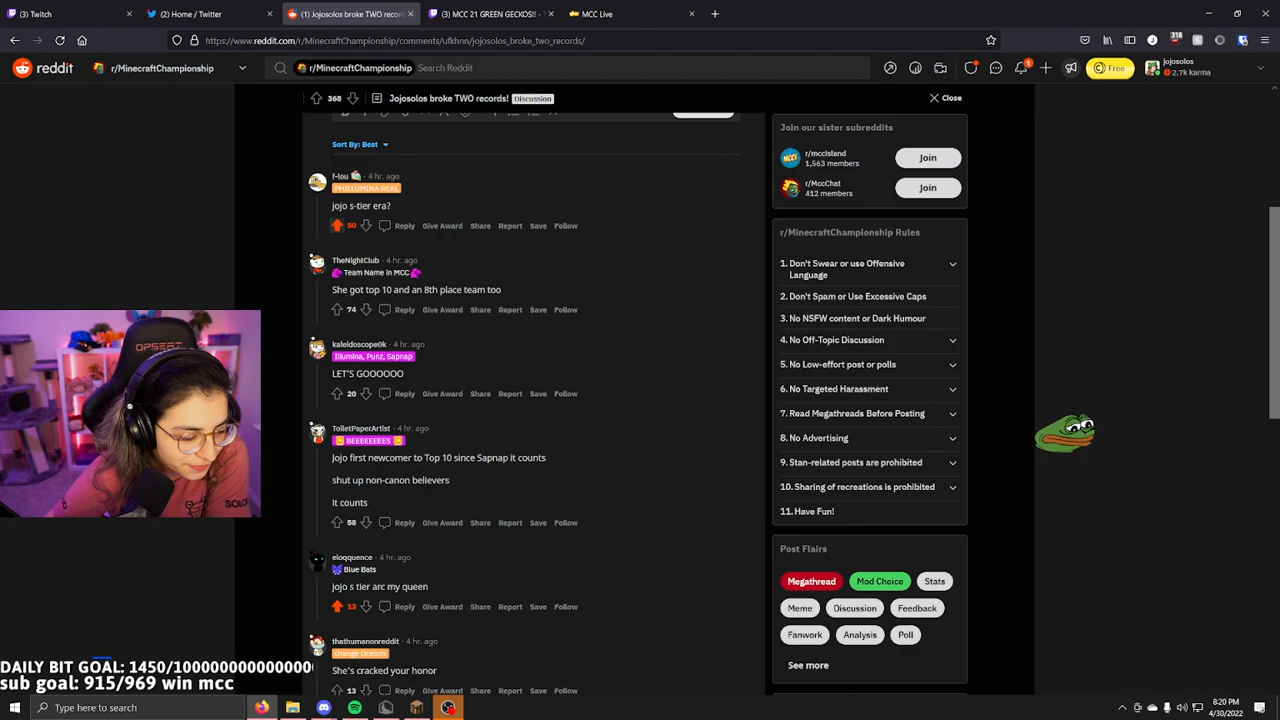 (3) Twitch
(2) Home / Twitter
(1) Jojosolos broke TWO record
(3) MCC 21 GREEN GECKOS!! - T
MCC Live
https://www.reddit.com/r/MinecraftChampionship/comments/ufkhnn/jojosolos_broke_two_records/
reddit
r/MinecraftChampionship
r/MinecraftChampionship
Search Reddit
1
Free
jojosolos
2.7k karma
368
Jojosolos broke TWO records!
Discussion
Close
Sort By: Best
f-lou
4 hr. ago
PHILLUMINA REAL
jojo s-tier era?
50 Reply Give Award Share Report Save Follow
TheNightClub · 4 hr. ago
Team Name in MCC
She got top 10 and an 8th place team too
74 Reply Give Award Share Report Save Follow
kaleidoscope0k · 4 hr. ago
Illumina, Punz, Sapnap
LET'S GOOOOOO
20 Reply Give Award Share Report Save Follow
ToiletPaperArtist · 4 hr. ago
BEEEEEEES
Jojo first newcomer to Top 10 since Sapnap it counts
shut up non-canon believers
it counts
58 Reply Give Award Share Report Save Follow
eloqquence · 4 hr. ago
Blue Bats
jojo s tier arc my queen
13 Reply Give Award Share Report Save Follow
thathumanonreddit · 4 hr. ago
Orange Ocelots
She's cracked your honor
13 Reply Give Award Share Report Save Follow
Join our sister subreddits
r/mccisland
1,563 members
Join
r/MccChat
412 members
Join
r/MinecraftChampionship Rules
1. Don't Swear or use Offensive
Language
2. Don't Spam or Use Excessive Caps
3. No NSFW content or Dark Humour
4. No Off-Topic Discussion
5. No Low-effort post or polls
6. No Targeted Harassment
7. Read Megathreads Before Posting
8. No Advertising
9. Stan-related posts are prohibited
10. Sharing of recreations is prohibited
11. Have Fun!
Post Flairs
Megathread
Mod Choice
Stats
Meme
Discussion
Feedback
Fanwork
Analysis
Poll
See more
DAILY BIT GOAL: 1450/10000000000000
sub goal: 915/969 win mcc
Type here to search
8:20 PM
4/30/2022